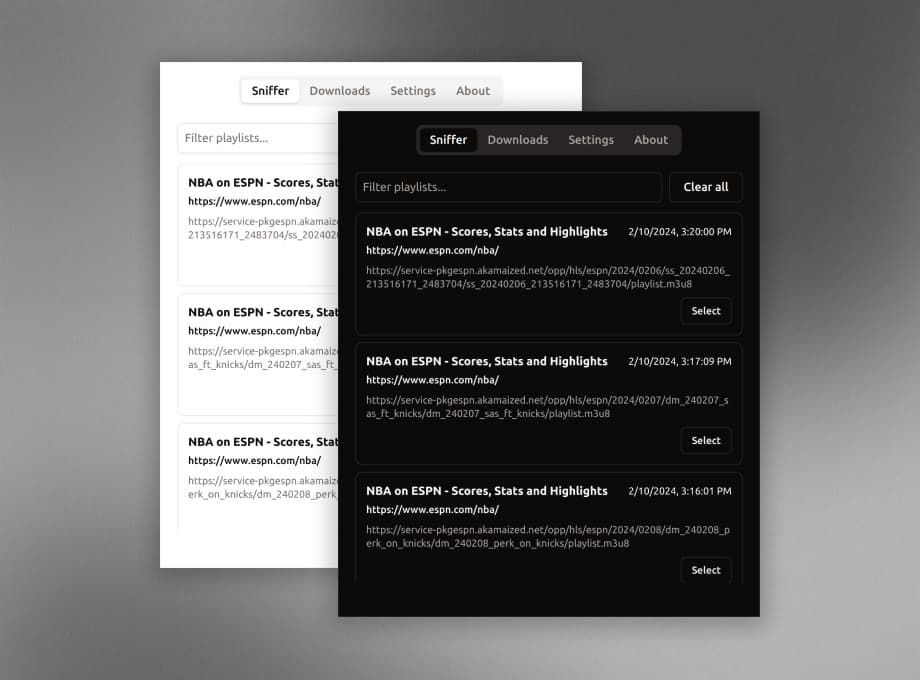 Sniffer Downloads Settings About
Filter playlists...
NBA on ESPN - Scores, Stat
https://www.espn.com/nba/
https://service-pkgespn.akamaize
213516171_2483704/ss_2024020
NBA on ESPN - Scores, Stat
https://www.espn.com/nba/
https://service-pkgespn.akamaize
as_ft_knicks/dm_240207_sas_ft_
NBA on ESPN - Scores, Stat
https://www.espn.com/nba/
https://service-pkgespn.akamaize
erk_on_knicks/dm_240208_perk_
Sniffer Downloads Settings About
Filter playlists... Clear all
NBA on ESPN - Scores, Stats and Highlights 2/10/2024, 3:20:00 PM
https://www.espn.com/nba/
https://service-pkgespn.akamaized.net/opp/hls/espn/2024/0206/ss_20240206_
213516171_2483704/ss_20240206_213516171_2483704/playlist.m3u8
Select
NBA on ESPN - Scores, Stats and Highlights 2/10/2024, 3:17:09 PM
https://www.espn.com/nba/
https://service-pkgespn.akamaized.net/opp/hls/espn/2024/0207/dm_240207_s
as_ft_knicks/dm_240207_sas_ft_knicks/playlist.m3u8
Select
NBA on ESPN - Scores, Stats and Highlights 2/10/2024, 3:16:01 PM
https://www.espn.com/nba/
https://service-pkgespn.akamaized.net/opp/hls/espn/2024/0208/dm_240208_p
erk_on_knicks/dm_240208_perk_on_knicks/playlist.m3u8
Select